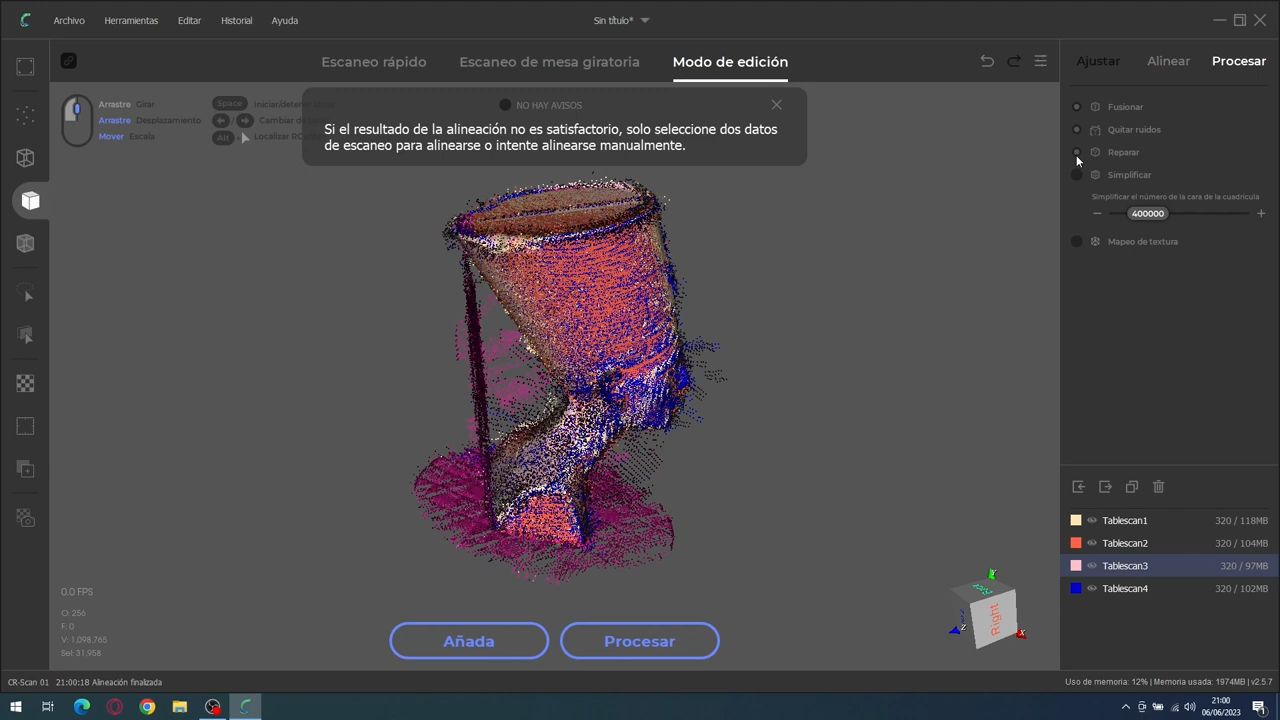 Archivo Herramientas Editar Historial Ayuda
Sin título*
Escaneo rápido Escaneo de mesa giratoria Modo de edición
Ajustar Alinear Procesar
Arrastre Girar
Arrastre Desplazamiento
Mover Escala
Space Iniciar/detener
Cambiar
Alt Localizar
NO HAY AVISOS
Si el resultado de la alineación no es satisfactorio, solo seleccione dos datos
de escaneo para alinearse o intente alinearse manualmente.
Fusionar
Quitar ruidos
Reparar
Simplificar
Simplificar el número de la cara de la cuadrícula
400000
Mapeo de textura
Tablescan1 320 / 118MB
Tablescan2 320 / 104MB
Tablescan3 320 / 97MB
Tablescan4 320 / 102MB
0.0 FPS
O: 256
F: 0
V: 1,098,765
Sel: 31,958
Right
Y
Z
X
Añada Procesar
CR-Scan 01 21:00:18 Alineación finalizada
Uso de memoria: 12% | Memoria usada: 1974MB | v2.5.7
21:00
06/06/2023